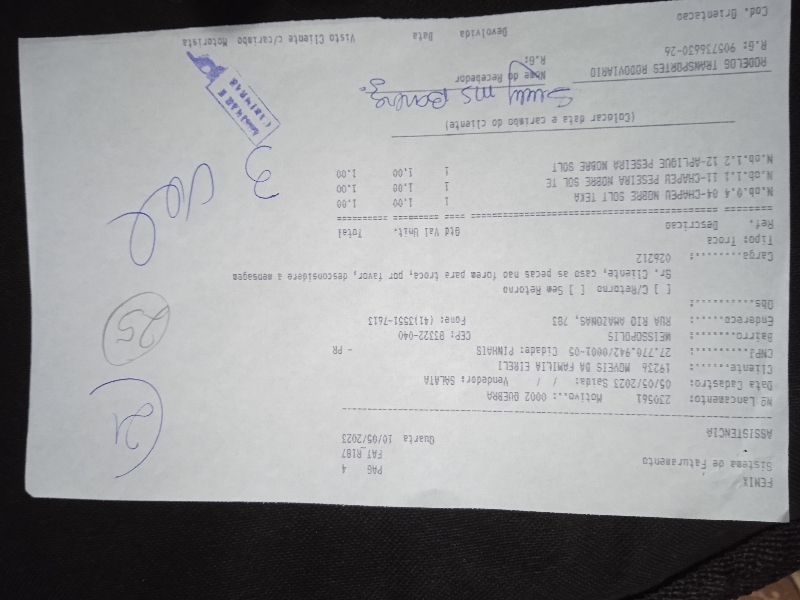 FENIX PAG 4
Sistema de Faturamento FAT_R187
ASSISTENCIA Quarta 10/05/2023
Nº Lancamento: 230561 Motivo..: 0002 QUEBRA
Data Cadastro: 05/05/2023 Saida: / / Vendedor: SALATA
Cliente......: 19236 MOVEIS DA FAMILIA EIRELI
CNPJ.........: 27.770.942/0001-05 Cidade: PINHAIS - PR
Bairro.......: WEISSOPOLIS CEP: 83322-040
Endereco.....: RUA RIO AMAZONAS, 783 Fone: (41)3551-7613
Obs..........:
[ ] C/Retorno [ ] Sem Retorno
Sr. Cliente, caso as pecas nao forem para troca, por favor, desconsidere a mensagem
Carga........: 026212
Tipo: Troca
Ref. Descricao Qtd Val Unit. Total
N.ob.0.4 04-CHAPEU NOBRE SOLT TEKA 1 1.00 1.00
N.ob.1.1 11-CHAPEU PESEIRA NOBRE SOL TE 1 1.00 1.00
N.ob.1.2 12-APLIQUE PESEIRA NOBRE SOLT 1 1.00 1.00
(Colocar data e carimbo do cliente)
RODELOG TRANSPORTES RODOVIARIO Nome do Recebedor
R.G: 905736630-26 R.G:
Devolvida Data Visto Cliente c/carimbo Motorista
Cod. Orientacao
21
25
3 vol